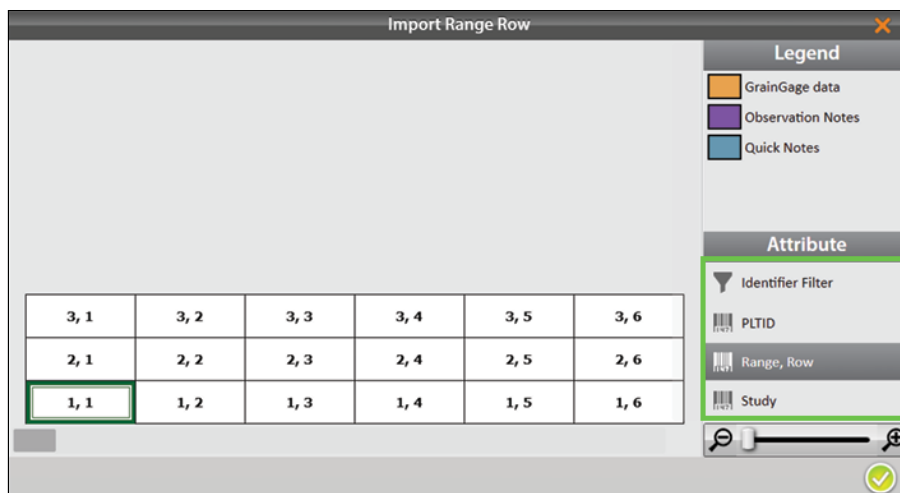 Import Range Row
Legend
GrainGage data
Observation Notes
Quick Notes
Attribute
Identifier Filter
PLTID
Range, Row
Study
3, 1 3, 2 3, 3 3, 4 3, 5 3, 6
2, 1 2, 2 2, 3 2, 4 2, 5 2, 6
1, 1 1, 2 1, 3 1, 4 1, 5 1, 6